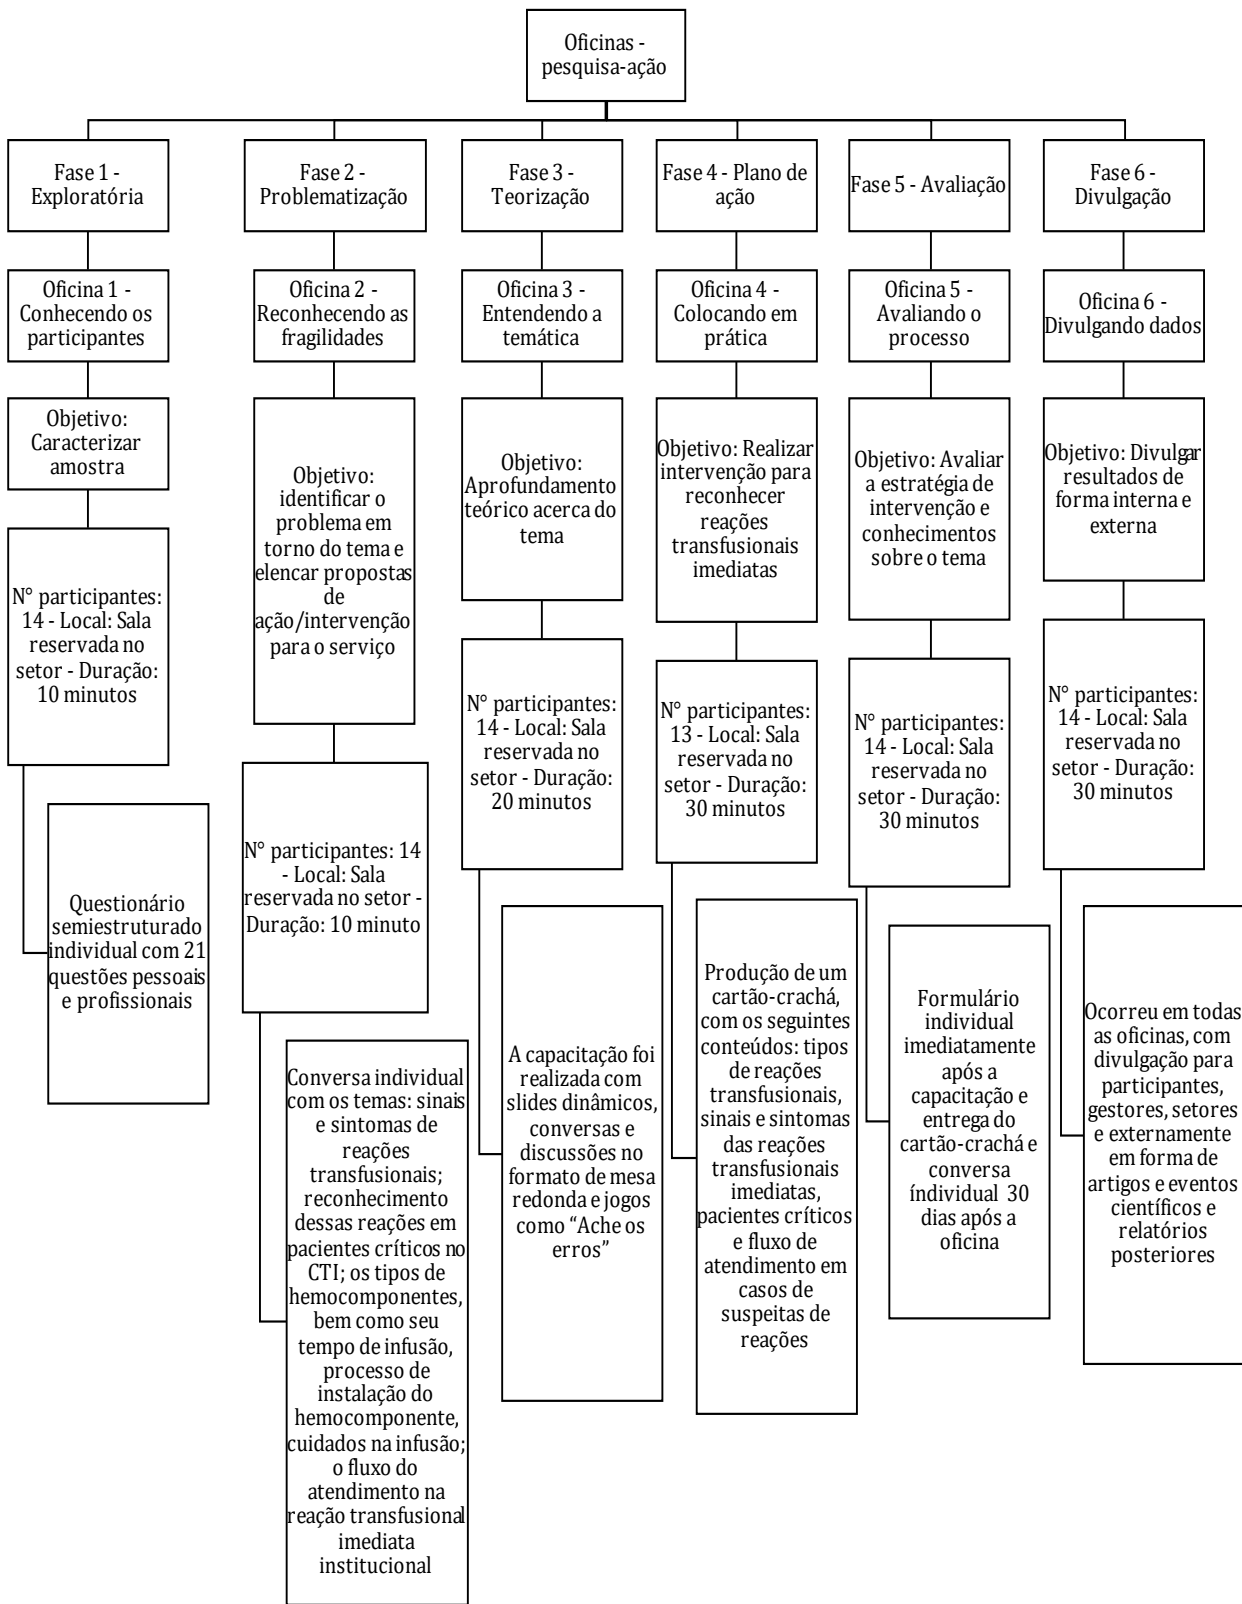 Oficinas -
pesquisa-ação
Fase 1 -
Exploratória
Fase 2 -
Problematização
Fase 3 -
Teorização
Fase 4 - Plano de
ação
Fase 5 - Avaliação
Fase 6 -
Divulgação
Oficina 1 -
Conhecendo os
participantes
Oficina 2 -
Reconhecendo as
fragilidades
Oficina 3 -
Entendendo a
temática
Oficina 4 -
Colocando em
prática
Oficina 5 -
Avaliando o
processo
Oficina 6 -
Divulgando dados
Objetivo:
Caracterizar
amostra
Objetivo:
identificar o
problema em
torno do tema e
elencar propostas
de
ação/intervenção
para o serviço
Objetivo:
Aprofundamento
teórico acerca do
tema
Objetivo: Realizar
intervenção para
reconhecer
reações
transfusionais
imediatas
Objetivo: Avaliar
a estratégia de
intervenção e
conhecimentos
sobre o tema
Objetivo: Divulgar
resultados de
forma interna e
externa
N° participantes:
14 - Local: Sala
reservada no
setor - Duração:
10 minutos
N° participantes: 14
- Local: Sala
reservada no setor -
Duração: 10 minuto
N° participantes:
14 - Local: Sala
reservada no
setor - Duração:
20 minutos
N° participantes:
13 - Local: Sala
reservada no
setor - Duração:
30 minutos
N° participantes:
14 - Local: Sala
reservada no
setor - Duração:
30 minutos
N° participantes:
14 - Local: Sala
reservada no
setor - Duração:
30 minutos
Questionário
semiestruturado
individual com 21
questões pessoais
e profissionais
Conversa individual
com os temas: sinais
e sintomas de
reações
transfusionais;
reconhecimento
dessas reações em
pacientes críticos no
CTI; os tipos de
hemocomponentes,
bem como seu
tempo de infusão,
processo de
instalação do
hemocomponente,
cuidados na infusão;
o fluxo do
atendimento na
reação transfusional
imediata
institucional
A capacitação foi
realizada com
slides dinâmicos,
conversas e
discussões no
formato de mesa
redonda e jogos
como “Ache os
erros”
Produção de um
cartão-crachá,
com os seguintes
conteúdos: tipos
de reações
transfusionais,
sinais e sintomas
das reações
transfusionais
imediatas,
pacientes críticos
e fluxo de
atendimento em
casos de
suspeitas de
reações
Formulário
individual
imediatamente
após a
capacitação e
entrega do
cartão-crachá e
conversa
índividual 30
dias após a
oficina
Ocorreu em todas
as oficinas, com
divulgação para
participantes,
gestores, setores
e externamente
em forma de
artigos e eventos
científicos e
relatórios
posteriores